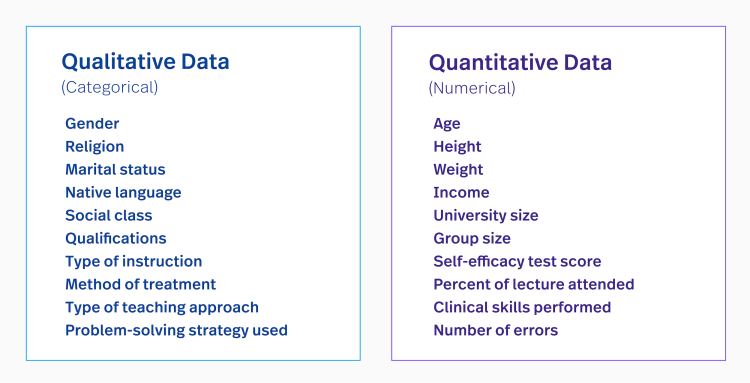 Qualitative Data
(Categorical)
Gender
Religion
Marital status
Native language
Social class
Qualifications
Type of instruction
Method of treatment
Type of teaching approach
Problem-solving strategy used
Quantitative Data
(Numerical)
Age
Height
Weight
Income
University size
Group size
Self-efficacy test score
Percent of lecture attended
Clinical skills performed
Number of errors